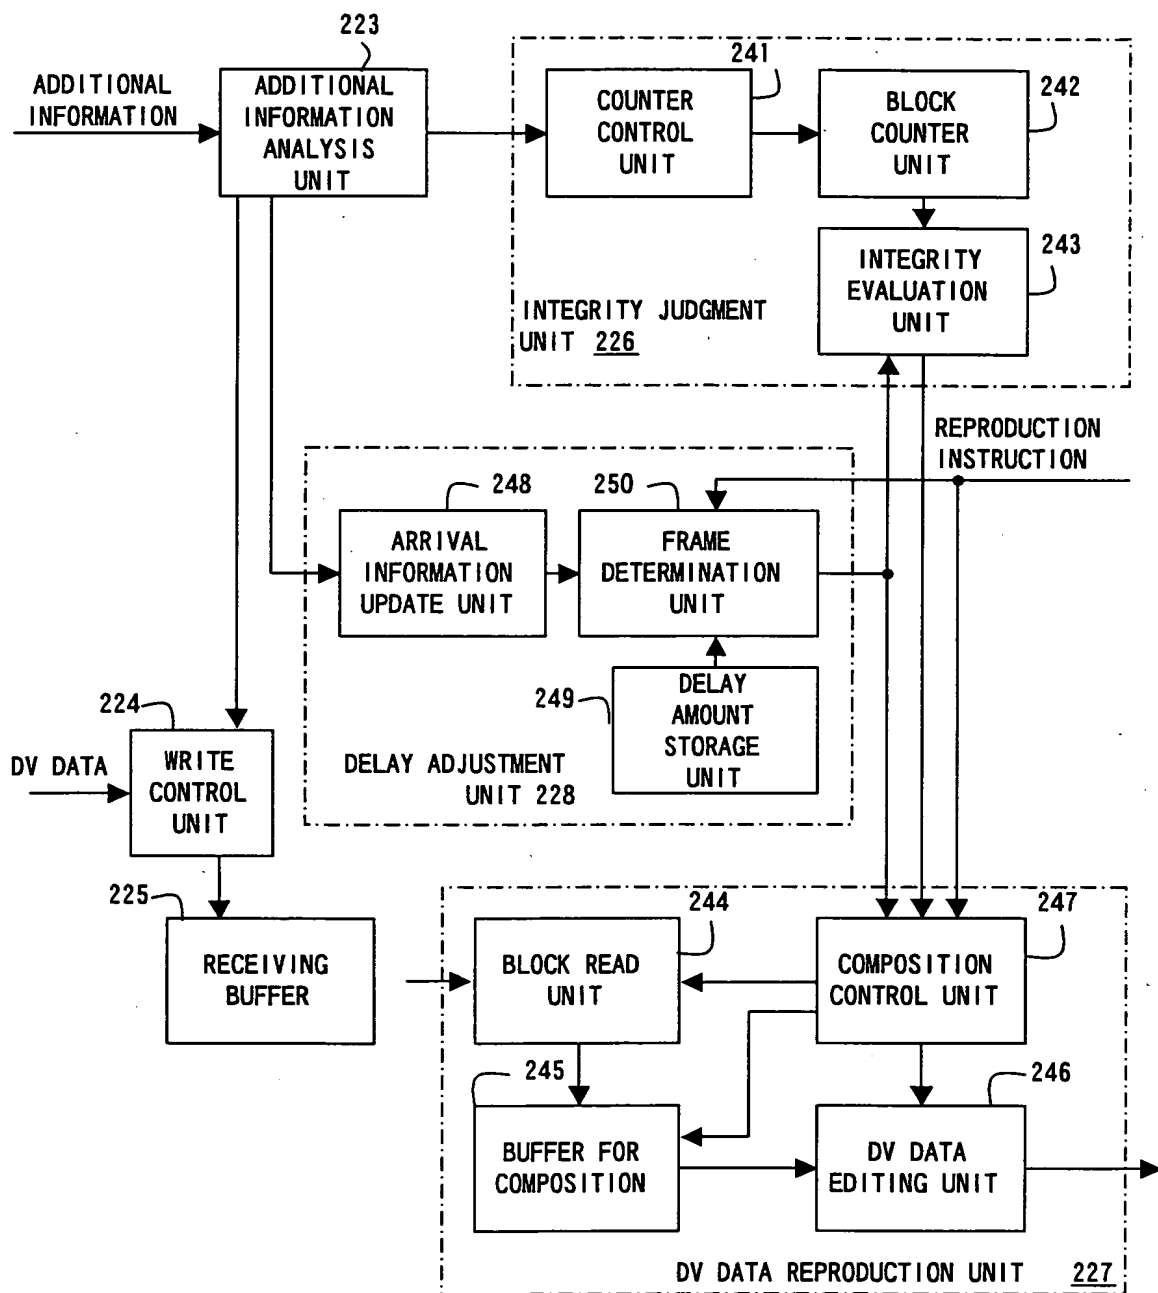 223
ADDITIONAL
INFORMATION
ADDITIONAL
INFORMATION
ANALYSIS
UNIT
241
COUNTER
CONTROL
UNIT
242
BLOCK
COUNTER
UNIT
243
INTEGRITY
EVALUATION
UNIT
INTEGRITY JUDGMENT
UNIT 226
REPRODUCTION
INSTRUCTION
248
ARRIVAL
INFORMATION
UPDATE UNIT
250
FRAME
DETERMINATION
UNIT
249
DELAY
AMOUNT
STORAGE
UNIT
DELAY ADJUSTMENT
UNIT 228
224
DV DATA
WRITE
CONTROL
UNIT
225
RECEIVING
BUFFER
244
BLOCK READ
UNIT
247
COMPOSITION
CONTROL UNIT
245
BUFFER FOR
COMPOSITION
246
DV DATA
EDITING UNIT
DV DATA REPRODUCTION UNIT 227